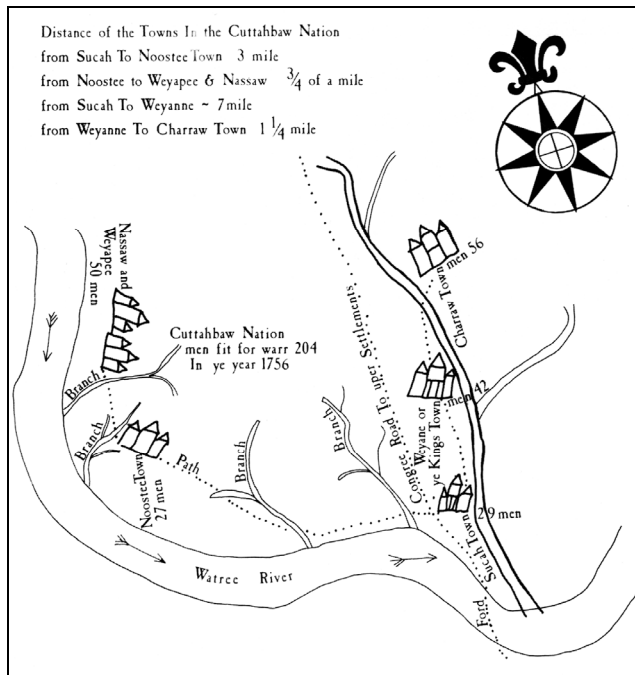 Distance of the Towns In the Cuttahbaw Nation
from Sucah To Noostee Town 3 mile
from Noostee to Weyapee & Nassaw 3/4 of a mile
from Sucah To Weyanne ~ 7mile
from Weyanne To Charraw Town 1 1/4 mile
Nassaw and
Weyapee
50 men
Cuttahbaw Nation
men fit for warr 204
In ye year 1756
Branch
Branch
Noostee Town
27 men
Path
Branch
Branch
Congree Road To uper Settlements
men 56
Charraw Town
men 42
Weyane or
ye Kings Town
29 men
Sucah Town
Ford
Watree River